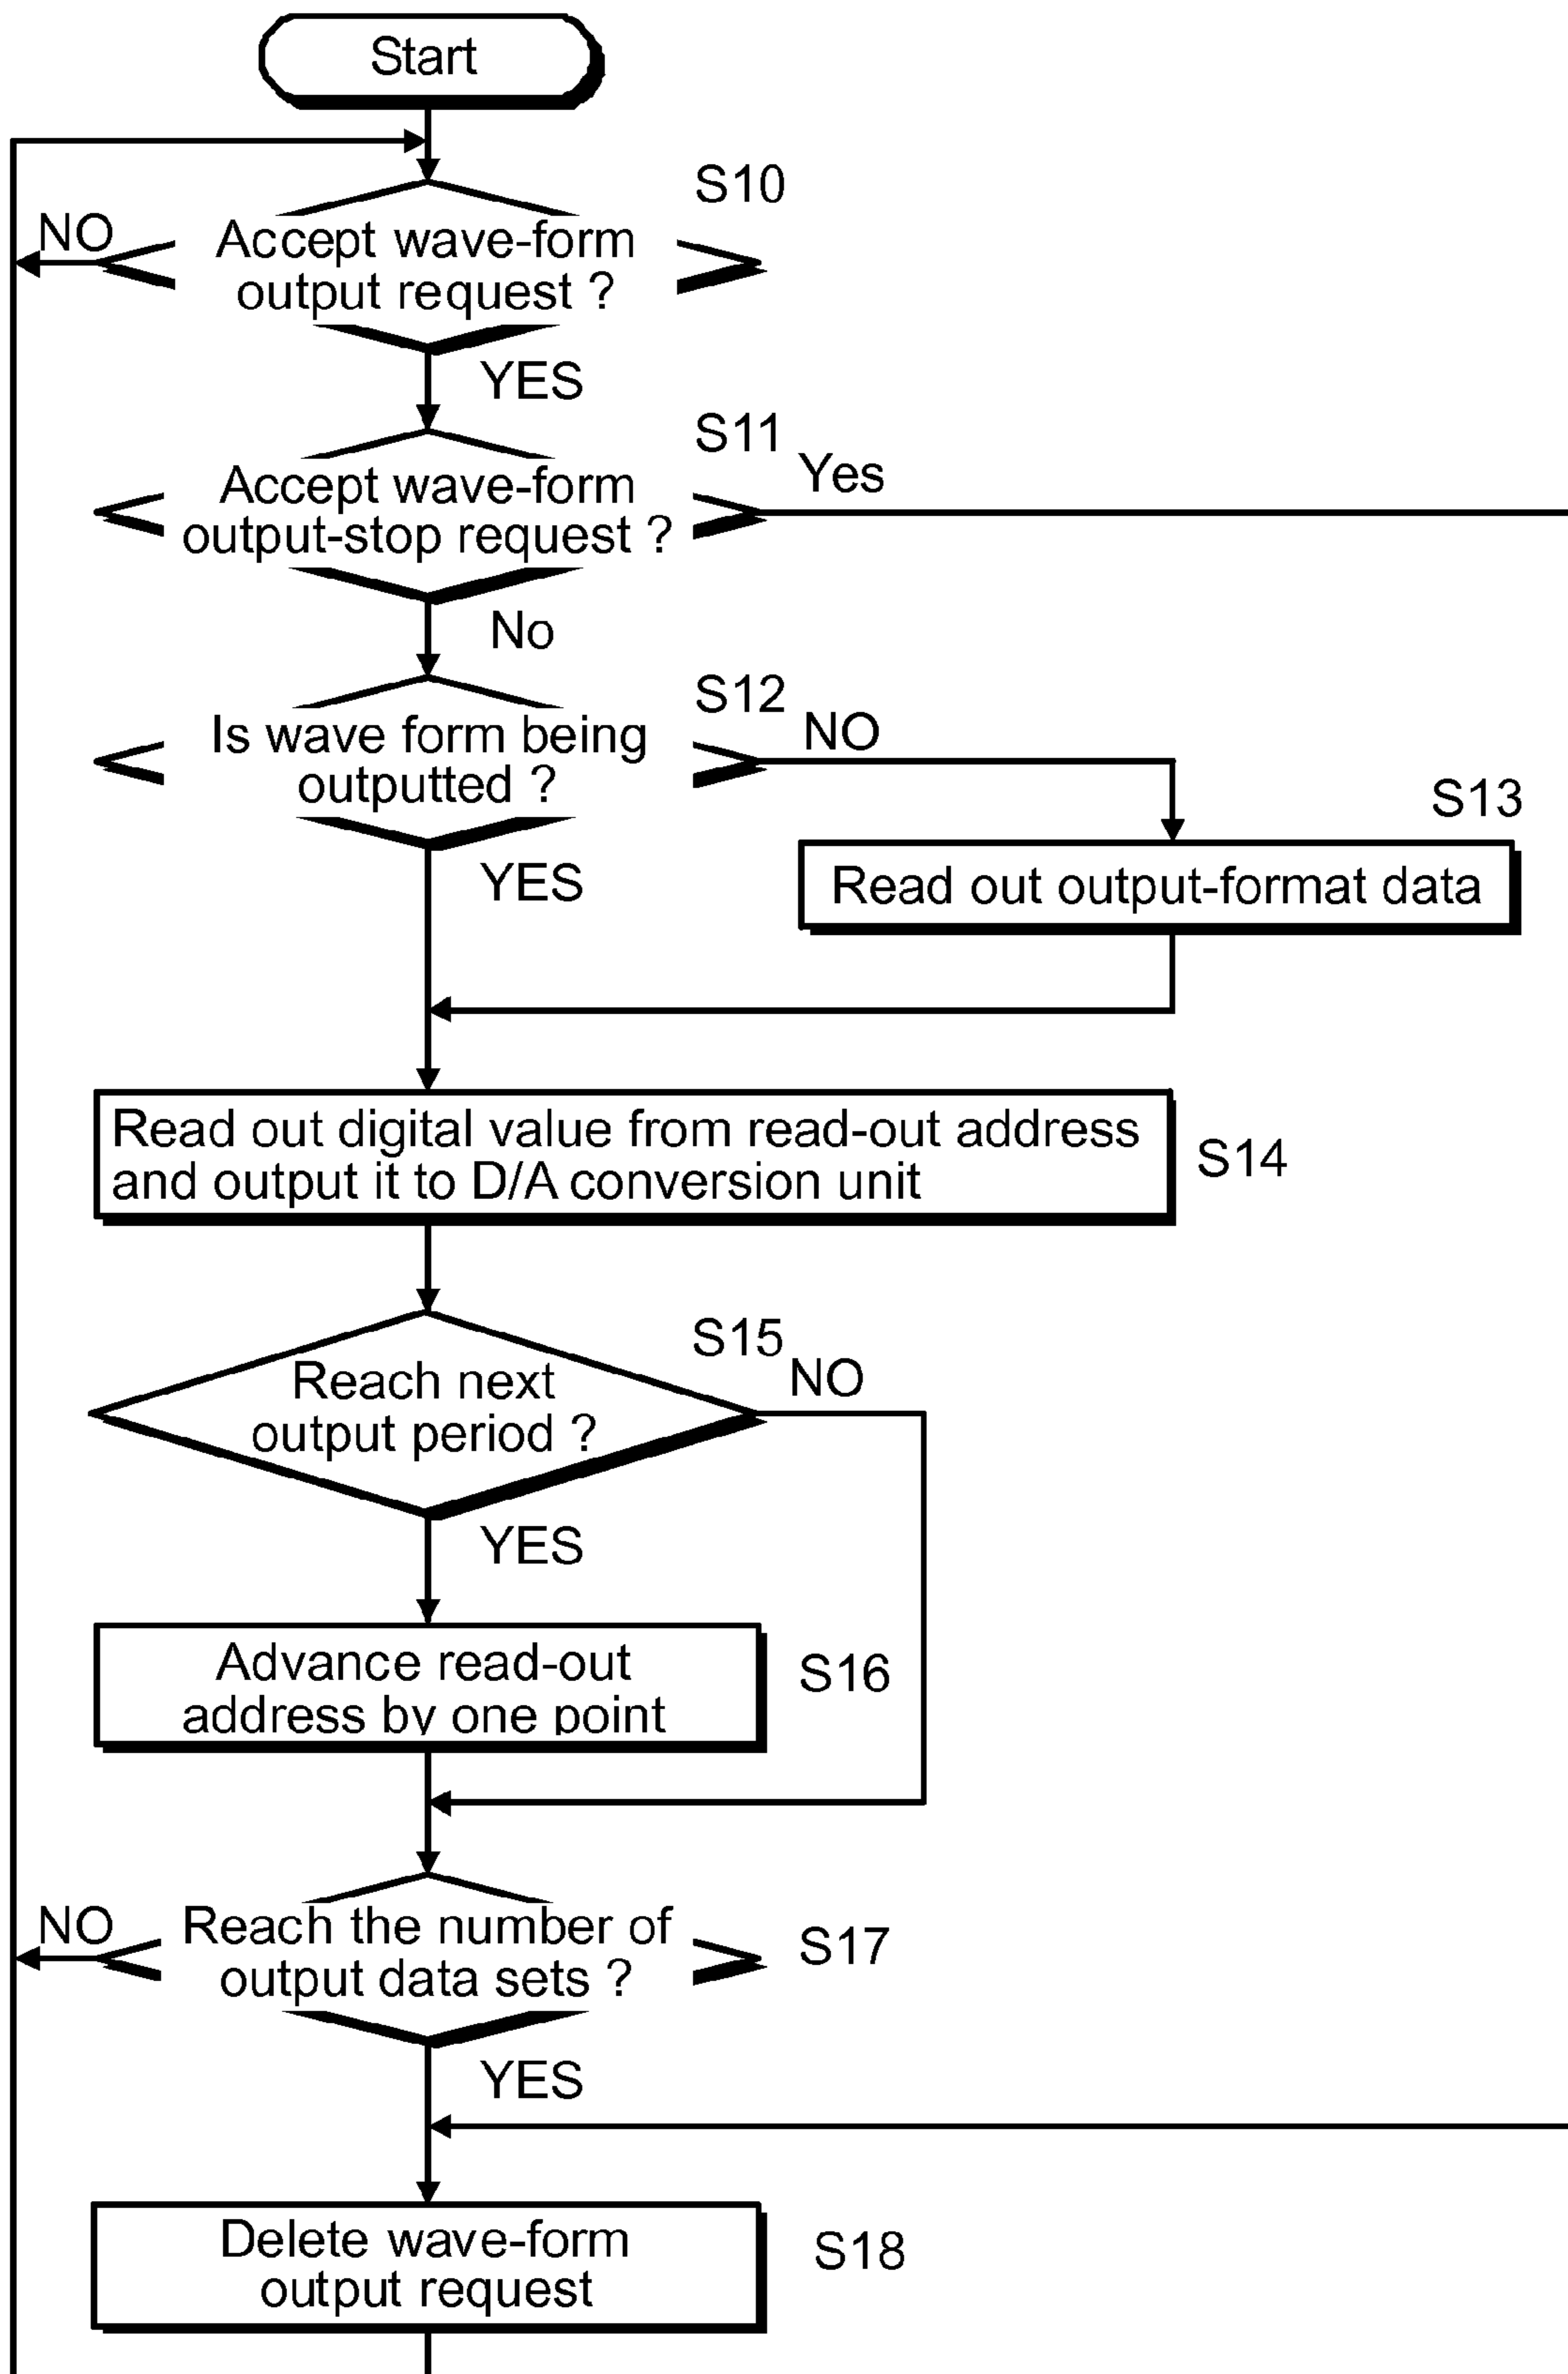 Start
S10
NO
Accept wave-form
output request ?
YES
S11
Yes
Accept wave-form
output-stop request ?
No
S12
NO
Is wave form being
outputted ?
S13
YES
Read out output-format data
Read out digital value from read-out address
and output it to D/A conversion unit
S14
S15
NO
Reach next
output period ?
YES
Advance read-out
address by one point
S16
NO
Reach the number of
output data sets ?
S17
YES
Delete wave-form
output request
S18